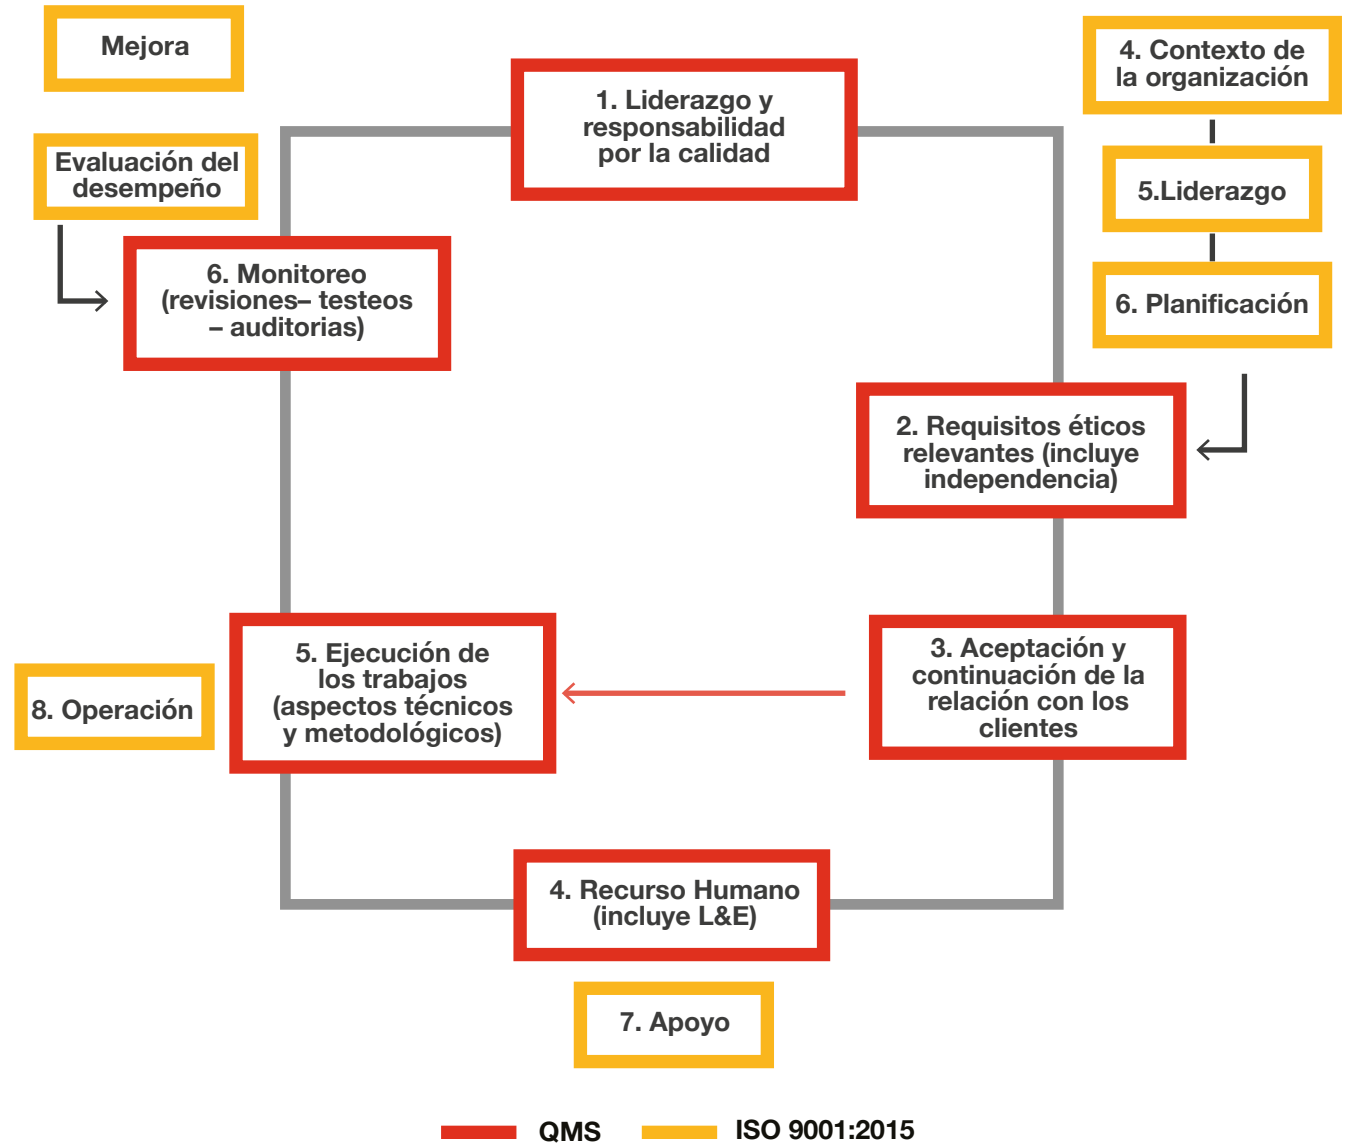 Mejora
4. Contexto de
la organización
1. Liderazgo y
responsabilidad
por la calidad
Evaluación del
desempeño
5.Liderazgo
6. Monitoreo
(revisiones– testeos
– auditorias)
6. Planificación
2. Requisitos éticos
relevantes (incluye
independencia)
5. Ejecución de
los trabajos
(aspectos técnicos
y metodológicos)
3. Aceptación y
continuación de la
relación con los
clientes
8. Operación
4. Recurso Humano
(incluye L&E)
7. Apoyo
QMS
ISO 9001:2015